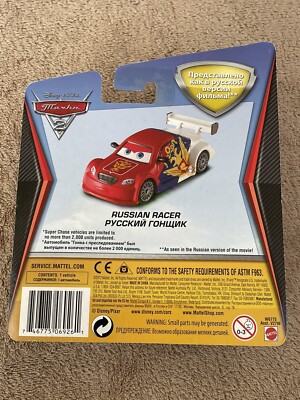 Disney·PIXAR
Тачки
2
Представлено
как в русской
версии
фильма!**
RUSSIAN RACER
РУССКИЙ ГОНЩИК
*Super Chase vehicles are limited to
no more than 2,000 units produced.
*Автомобиль "Гонка с преследованием" был
выпущен в количестве не более 2 000 единиц.
**As seen in the Russian version of the movie!
SERVICE.MATTEL.COM
CONTENTS: 1 vehicle
СОДЕРЖАНИЕ: 1 автомобиль
CE
CONFORMS TO THE SAFETY REQUIREMENTS OF ASTM F963.
WARNING: Small parts may be generated.
ПРЕДУПРЕЖДЕНИЕ: Возможно образование мелких деталей.
0-3
© Disney/Pixar
www.disney.com/cars
www.MattelShop.com
MATTEL